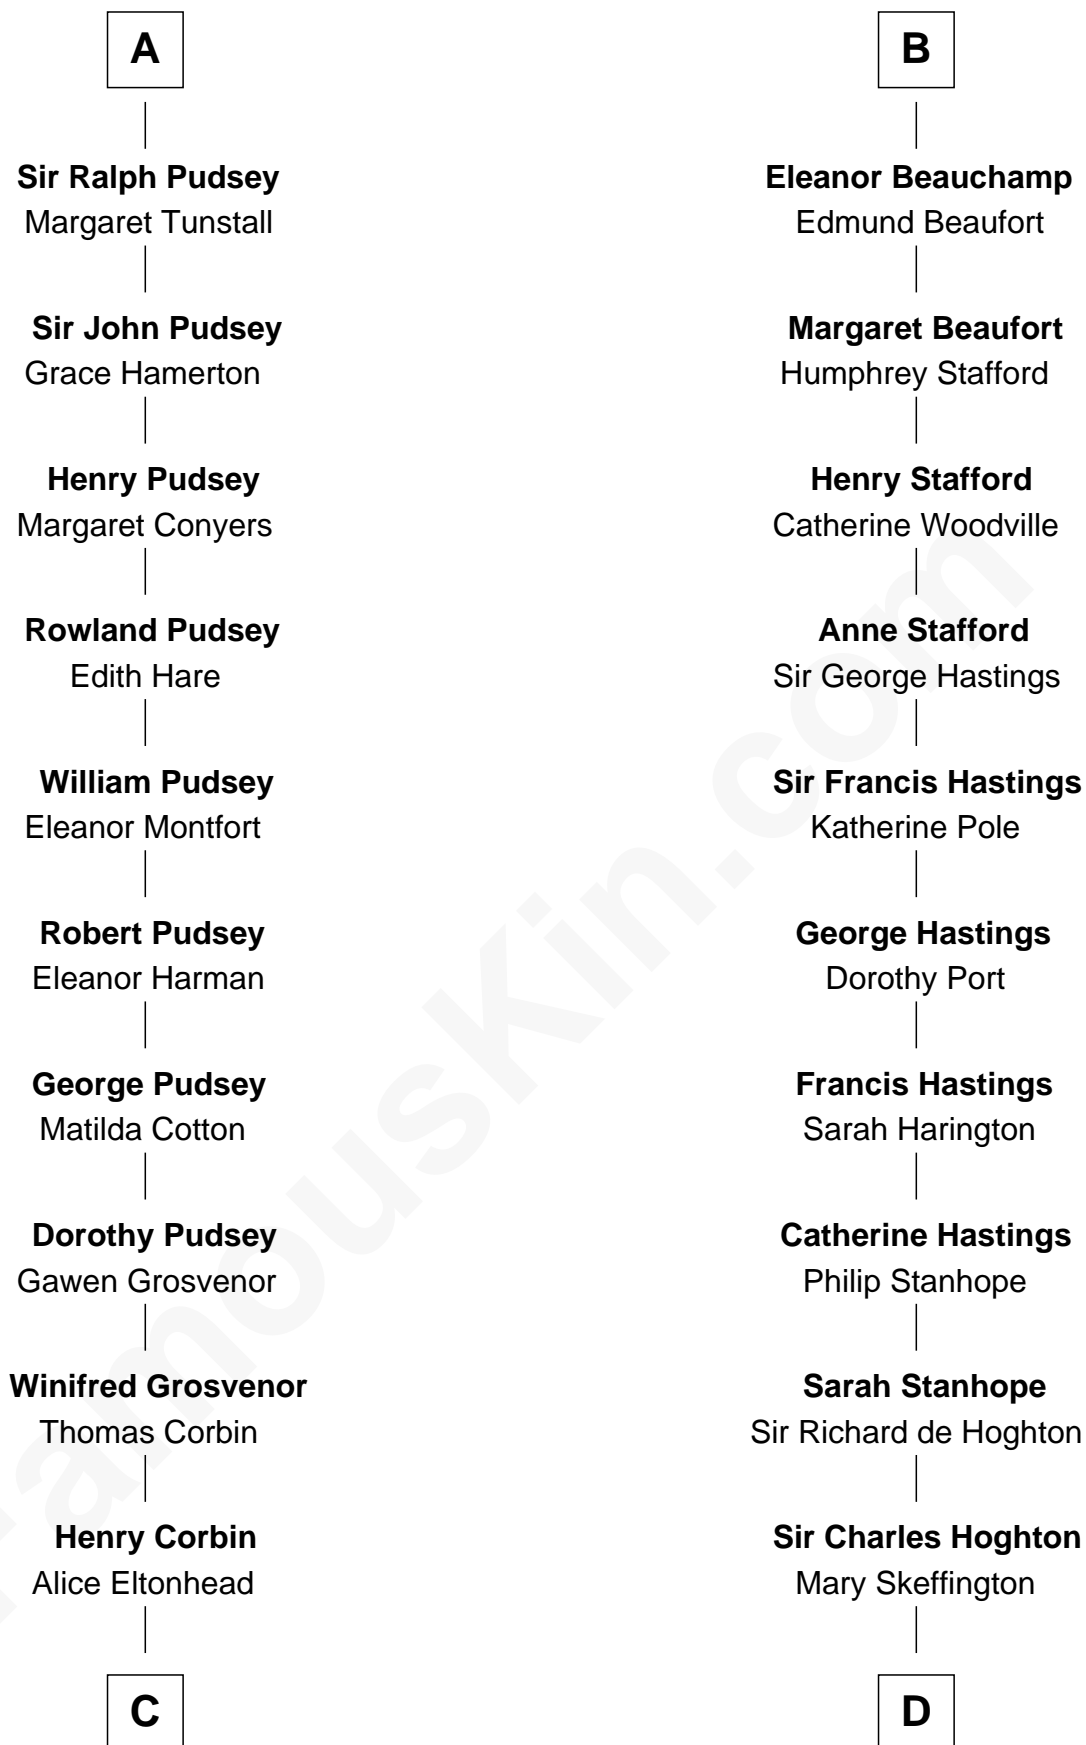 A
Sir Ralph Pudsey
Margaret Tunstall
Sir John Pudsey
Grace Hamerton
Henry Pudsey
Margaret Conyers
Rowland Pudsey
Edith Hare
William Pudsey
Eleanor Montfort
Robert Pudsey
Eleanor Harman
George Pudsey
Matilda Cotton
Dorothy Pudsey
Gawen Grosvenor
Winifred Grosvenor
Thomas Corbin
Henry Corbin
Alice Eltonhead
C
B
Eleanor Beauchamp
Edmund Beaufort
Margaret Beaufort
Humphrey Stafford
Henry Stafford
Catherine Woodville
Anne Stafford
Sir George Hastings
Sir Francis Hastings
Katherine Pole
George Hastings
Dorothy Port
Francis Hastings
Sarah Harington
Catherine Hastings
Philip Stanhope
Sarah Stanhope
Sir Richard de Hoghton
Sir Charles Hoghton
Mary Skeffington
D
FamousKin.com